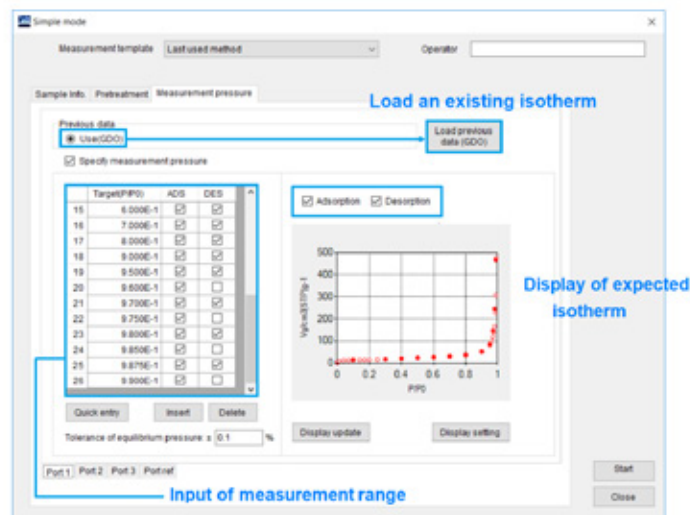 Simple mode
Measurement template Last used method Operator
Sample Info. Pretreatment Measurement pressure
Load an existing isotherm
Previous data
Use(GDO)
Load previous
data (GDO)
Specify measurement pressure
Target(P/P0) ADS DES
15 6.000E-1
16 7.000E-1
17 8.000E-1
18 9.000E-1
19 9.500E-1
20 9.600E-1
21 9.700E-1
22 9.750E-1
23 9.800E-1
24 9.850E-1
25 9.875E-1
26 9.900E-1
Adsorption Desorption
500
400
300
200
100
0
Vg/cm3(STP)g-1
0 0.2 0.4 0.6 0.8 1
P/P0
Display of expected
isotherm
Quick entry Insert Delete
Display update Display setting
Tolerance of equilibrium pressure: ± 0.1 %
Port 1 Port 2 Port 3 Port ref
Start
Input of measurement range
Close